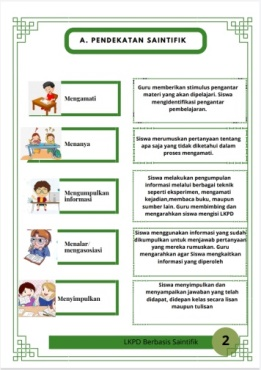 A. PENDEKATAN SAINTIFIK
Mengamati
Guru memberikan stimulus pengantar
materi yang akan dipelajari. Siswa
mengidentifikasi pengantar
pembelajaran.
Menanya
Siswa merumuskan pertanyaan tentang
apa saja yang tidak diketahui dalam
proses mengamati.
Mengumpulkan
informasi
Siswa melakukan pengumpulan
informasi melalui berbagai teknik
seperti eksperimen, mengamati
kejadian,membaca buku, maupun
sumber lain. Guru membimbing dan
mengarahkan siswa mengisi LKPD
Menalar/
mengasosiasi
Siswa menggunakan informasi yang sudah
dikumpulkan untuk menjawab pertanyaan
yang mereka rumuskan. Guru
mengarahkan agar Siswa mengkaitkan
informasi yang diperoleh
Menyimpulkan
Siswa menyimpulkan dan
menyampaikan jawaban yang telah
didapat, didepan kelas secara lisan
maupun tulisan
LKPD Berbasis Saintifik
2